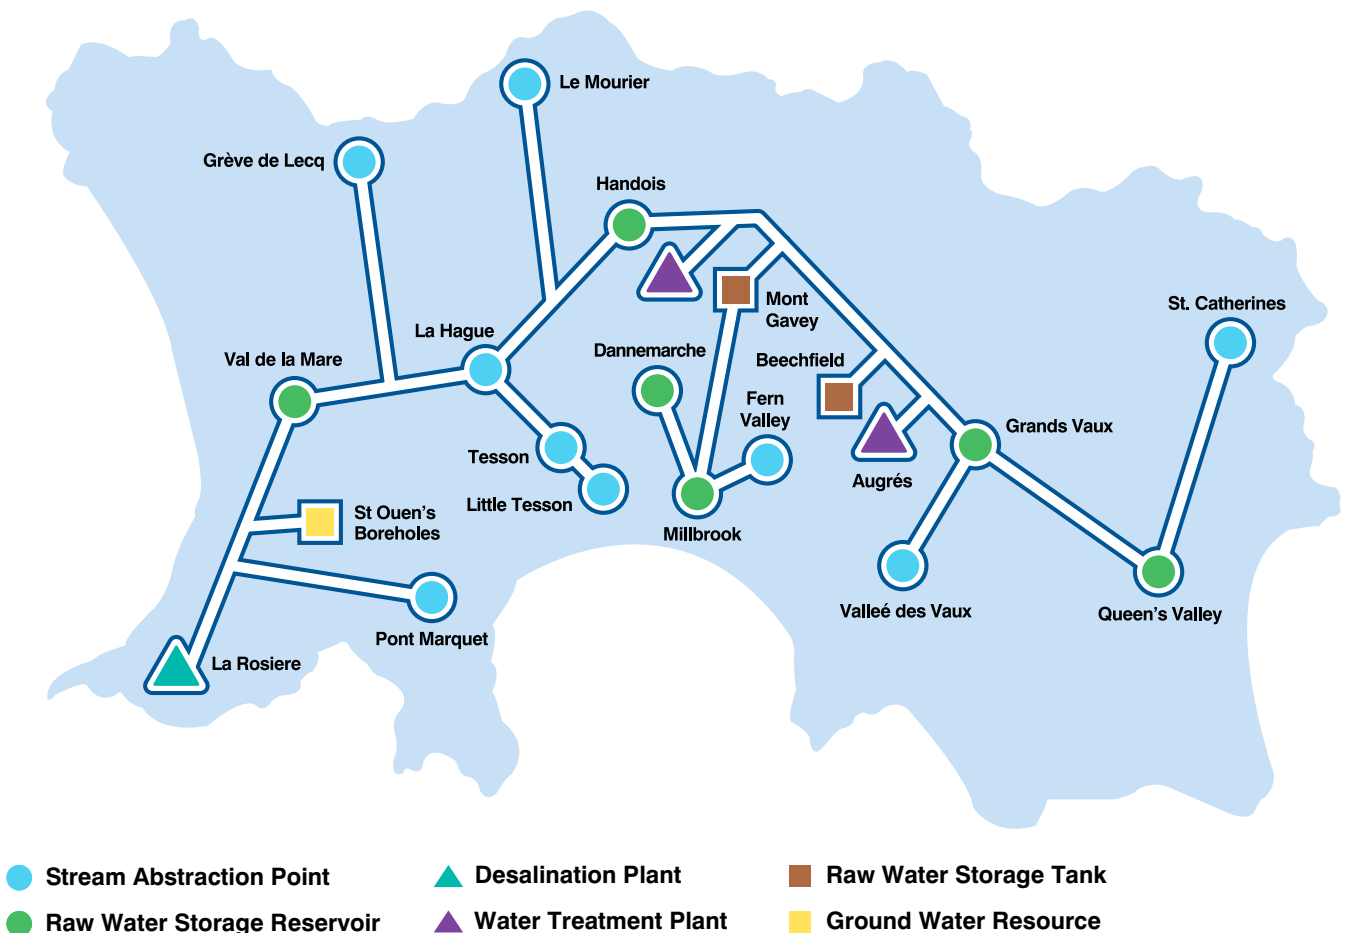 Le Mourier
Grève de Lecq
Handois
St. Catherines
Mont
Gavey
La Hague
Val de la Mare
Dannemarche
Beechfield
Fern
Valley
Grands Vaux
Tesson
Augrés
Little Tesson
St Ouen's
Boreholes
Millbrook
Valleé des Vaux
Queen's Valley
Pont Marquet
La Rosiere
Stream Abstraction Point
Desalination Plant
Raw Water Storage Tank
Raw Water Storage Reservoir
Water Treatment Plant
Ground Water Resource